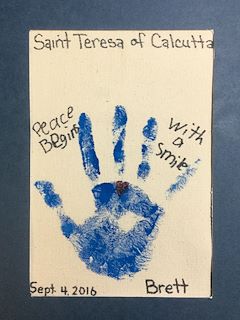 Saint Teresa of Calcutta
Peace
Begins
with
a
smile
Sept. 4. 2016
Brett